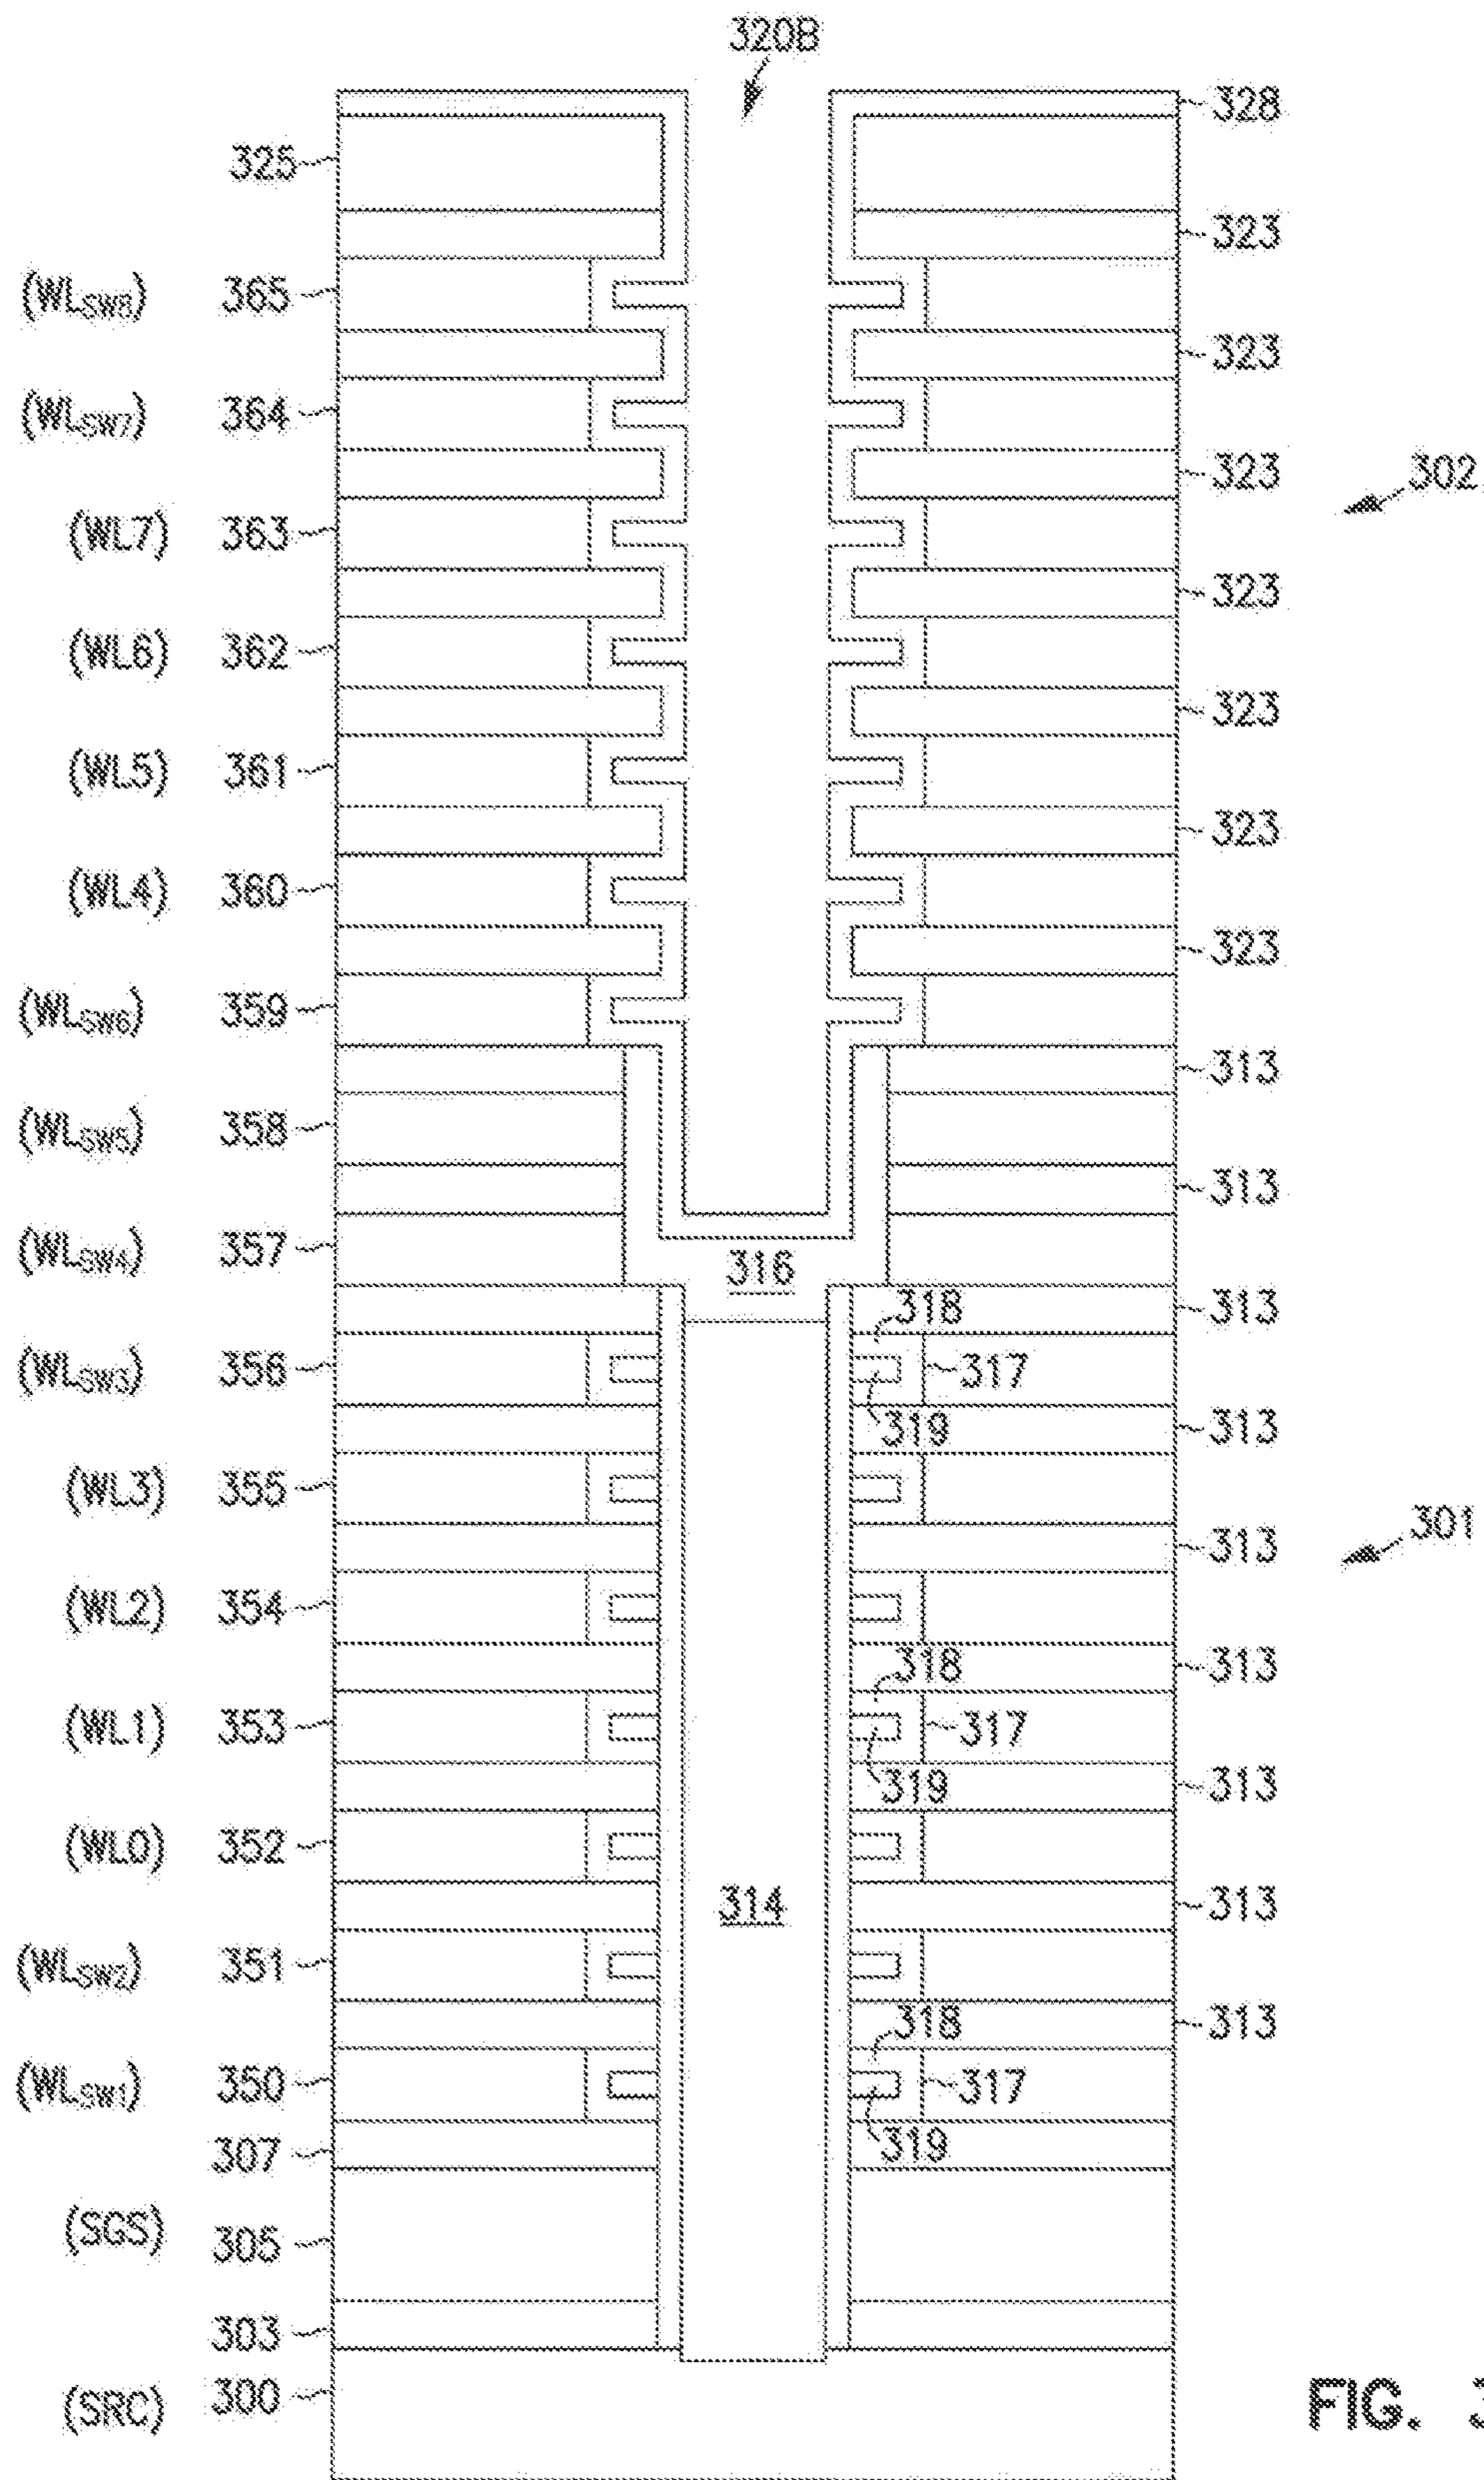 320B
328
325
323
(WLSW8) 365
323
(WLSW7) 364
323
302
(WL7) 363
323
(WL6) 362
323
(WL5) 361
323
(WL4) 360
323
(WLSW6) 359
313
(WLSW5) 358
313
(WLSW4) 357
316
318 313
(WLSW3) 356 317
319 313
(WL3) 355
301
313
(WL2) 354
318 313
(WL1) 353 317
319 313
(WL0) 352
314 313
(WLSW2) 351
318 313
(WLSW1) 350 317
319
307
(SGS) 305
303
(SRC) 300
FIG.